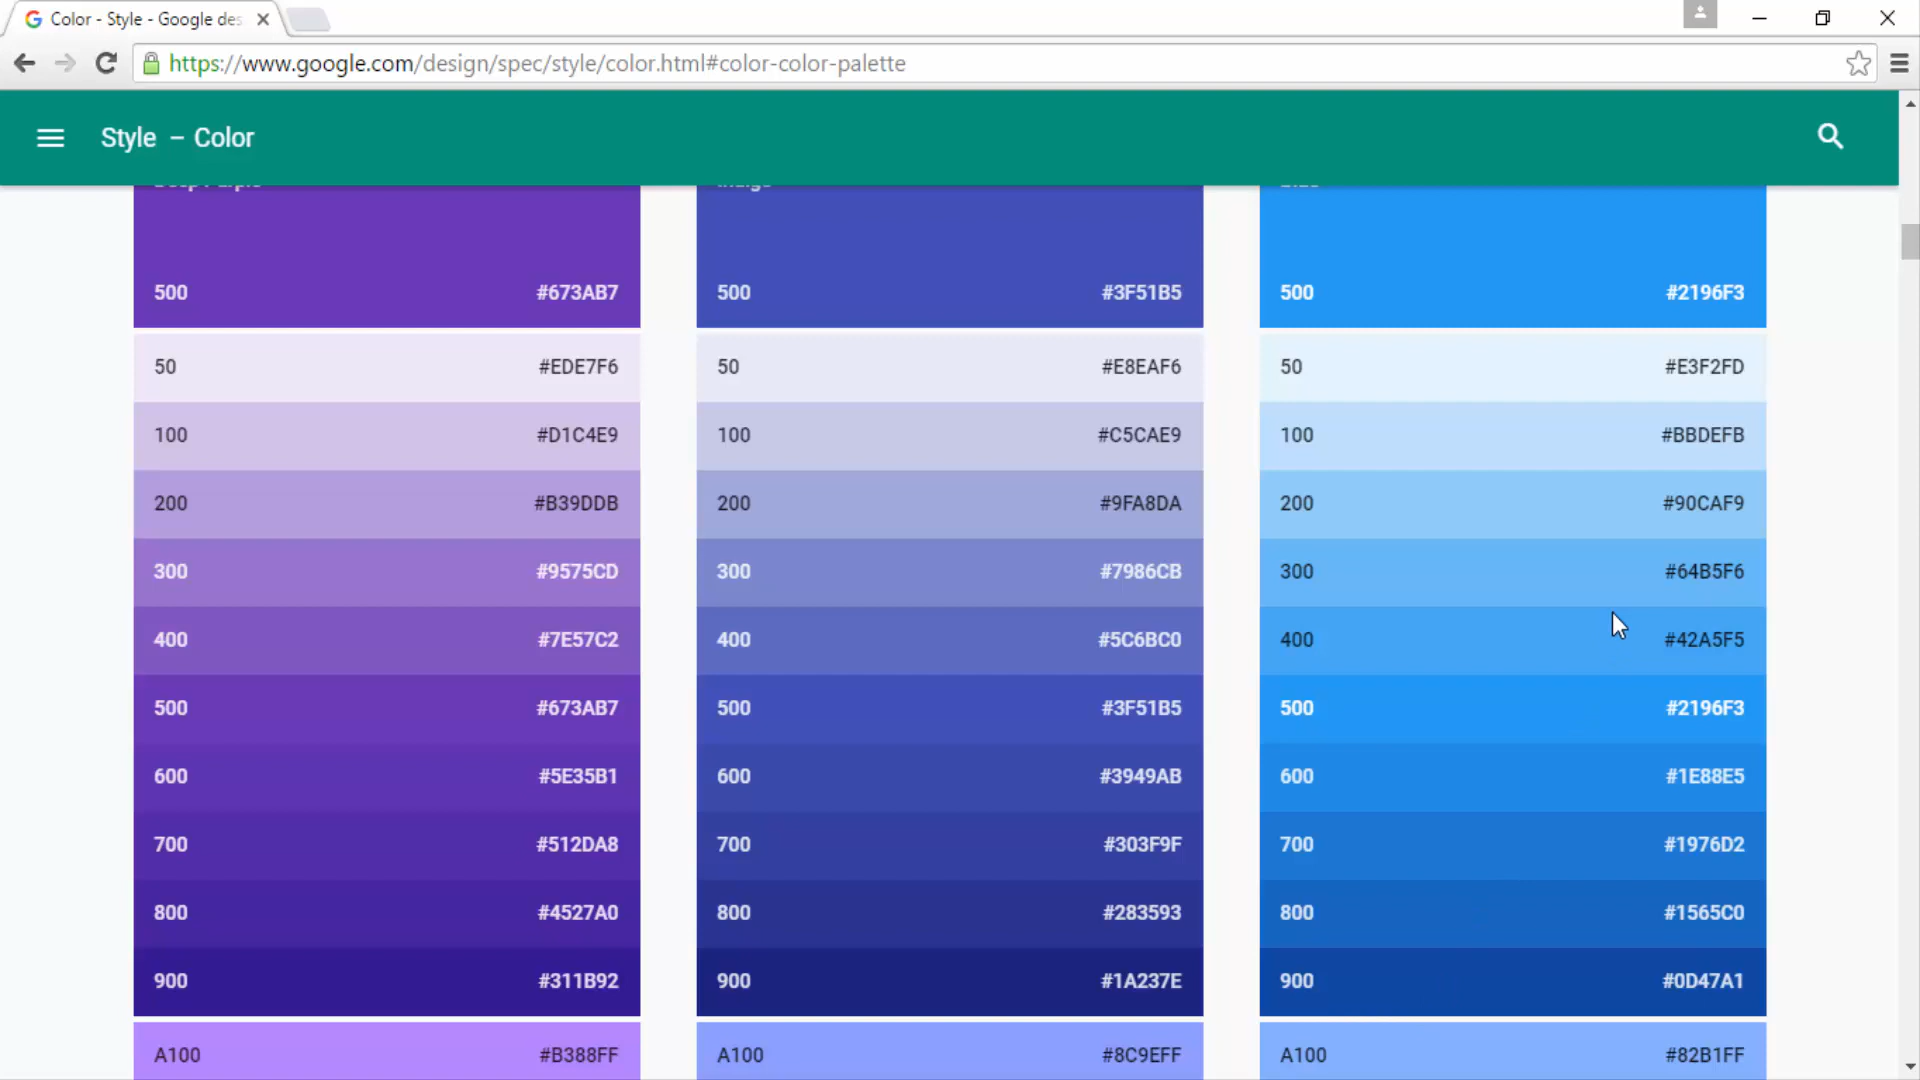 Color - Style - Google des
https://www.google.com/design/spec/style/color.html#color-color-palette
Style – Color
500 #673AB7
500 #3F51B5
500 #2196F3
50 #EDE7F6
50 #E8EAF6
50 #E3F2FD
100 #D1C4E9
100 #C5CAE9
100 #BBDEFB
200 #B39DDB
200 #9FA8DA
200 #90CAF9
300 #9575CD
300 #7986CB
300 #64B5F6
400 #7E57C2
400 #5C6BC0
400 #42A5F5
500 #673AB7
500 #3F51B5
500 #2196F3
600 #5E35B1
600 #3949AB
600 #1E88E5
700 #512DA8
700 #303F9F
700 #1976D2
800 #4527A0
800 #283593
800 #1565C0
900 #311B92
900 #1A237E
900 #0D47A1
A100 #B388FF
A100 #8C9EFF
A100 #82B1FF